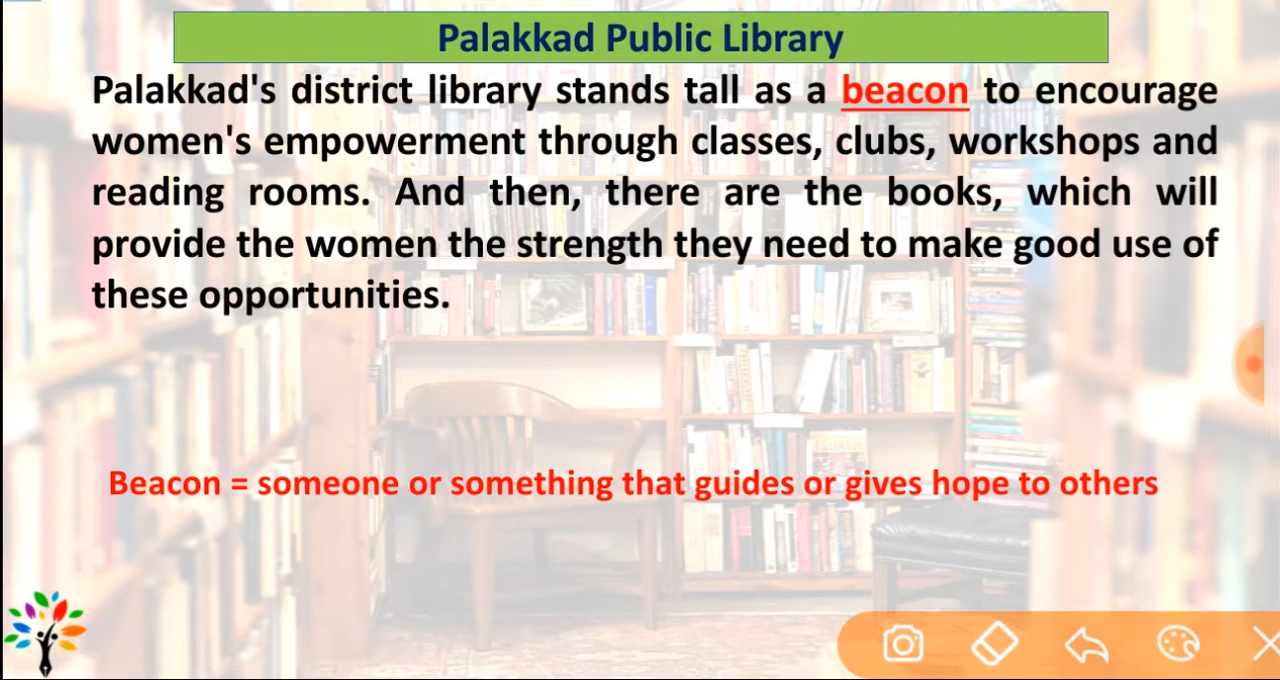 Palakkad Public Library
Palakkad's district library stands tall as a beacon to encourage
women's empowerment through classes, clubs, workshops and
reading rooms. And then, there are the books, which will
provide the women the strength they need to make good use of
these opportunities.
Beacon = someone or something that guides or gives hope to others